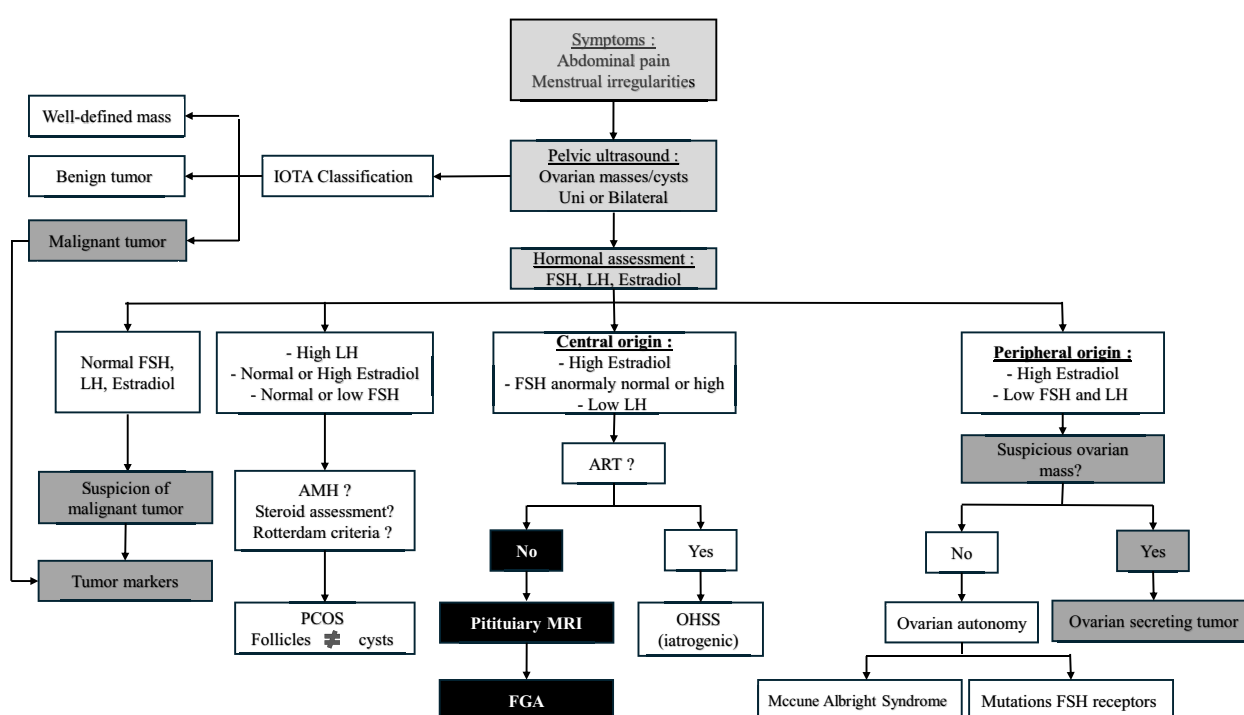 Symptoms :
Abdominal pain
Menstrual irregularities
Well-defined mass
Benign tumor
Malignant tumor
IOTA Classification
Pelvic ultrasound :
Ovarian masses/cysts
Uni or Bilateral
Hormonal assessment :
FSH, LH, Estradiol
Normal FSH,
LH, Estradiol
- High LH
- Normal or High Estradiol
- Normal or low FSH
Central origin :
- High Estradiol
- FSH anormaly normal or high
- Low LH
Peripheral origin :
- High Estradiol
- Low FSH and LH
Suspicion of
malignant tumor
AMH ?
Steroid assessment?
Rotterdam criteria ?
ART ?
Suspicious ovarian
mass?
No
Yes
No
Yes
Tumor markers
PCOS
Follicles ≠ cysts
Pitituiary MRI
OHSS
(iatrogenic)
Ovarian autonomy
Ovarian secreting tumor
FGA
Mccune Albright Syndrome
Mutations FSH receptors